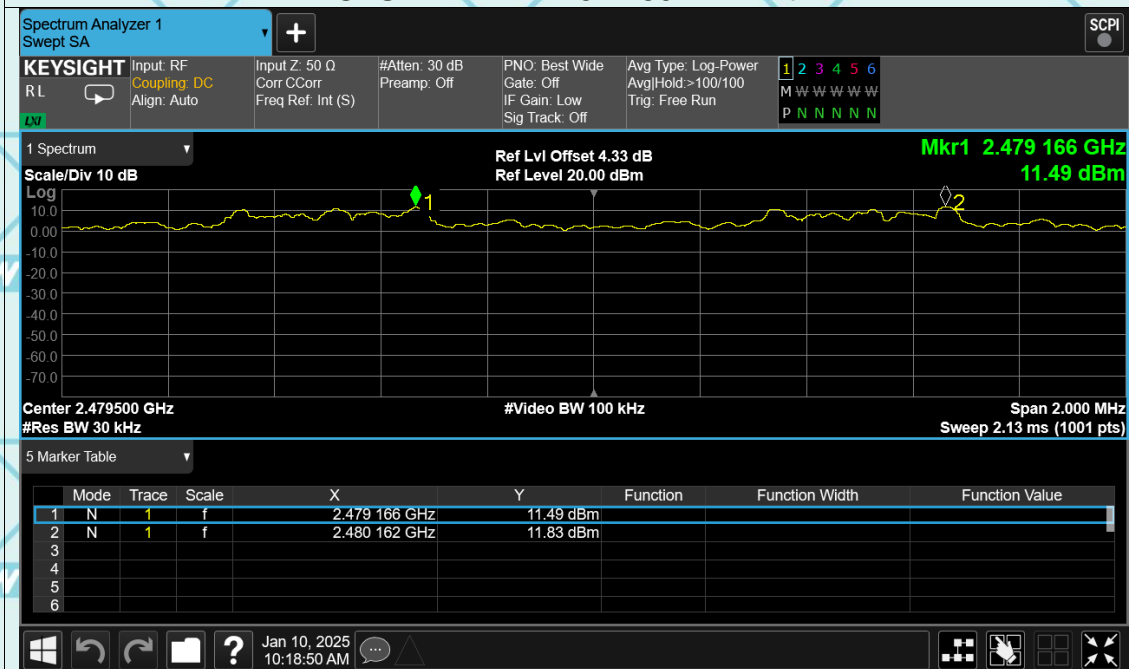 Spectrum Analyzer 1
Swept SA
+
SCPI
KEYSIGHT Input: RF Input Z: 50 Ω #Atten: 30 dB PNO: Best Wide Avg Type: Log-Power 1 2 3 4 5 6
RL Coupling: DC Corr CCorr Preamp: Off Gate: Off Avg|Hold:>100/100 M W W W W W
Align: Auto Freq Ref: Int (S) IF Gain: Low Trig: Free Run
LXI Sig Track: Off P N N N N N
1 Spectrum Ref Lvl Offset 4.33 dB Mkr1 2.479 166 GHz
Scale/Div 10 dB Ref Level 20.00 dBm 11.49 dBm
Log
1 2
10.0
0.00
-10.0
-20.0
-30.0
-40.0
-50.0
-60.0
-70.0
Center 2.479500 GHz #Video BW 100 kHz Span 2.000 MHz
#Res BW 30 kHz Sweep 2.13 ms (1001 pts)
5 Marker Table
Mode Trace Scale X Y Function Function Width Function Value
1 N 1 f 2.479 166 GHz 11.49 dBm
2 N 1 f 2.480 162 GHz 11.83 dBm
3
4
5
6
? Jan 10, 2025
10:18:50 AM